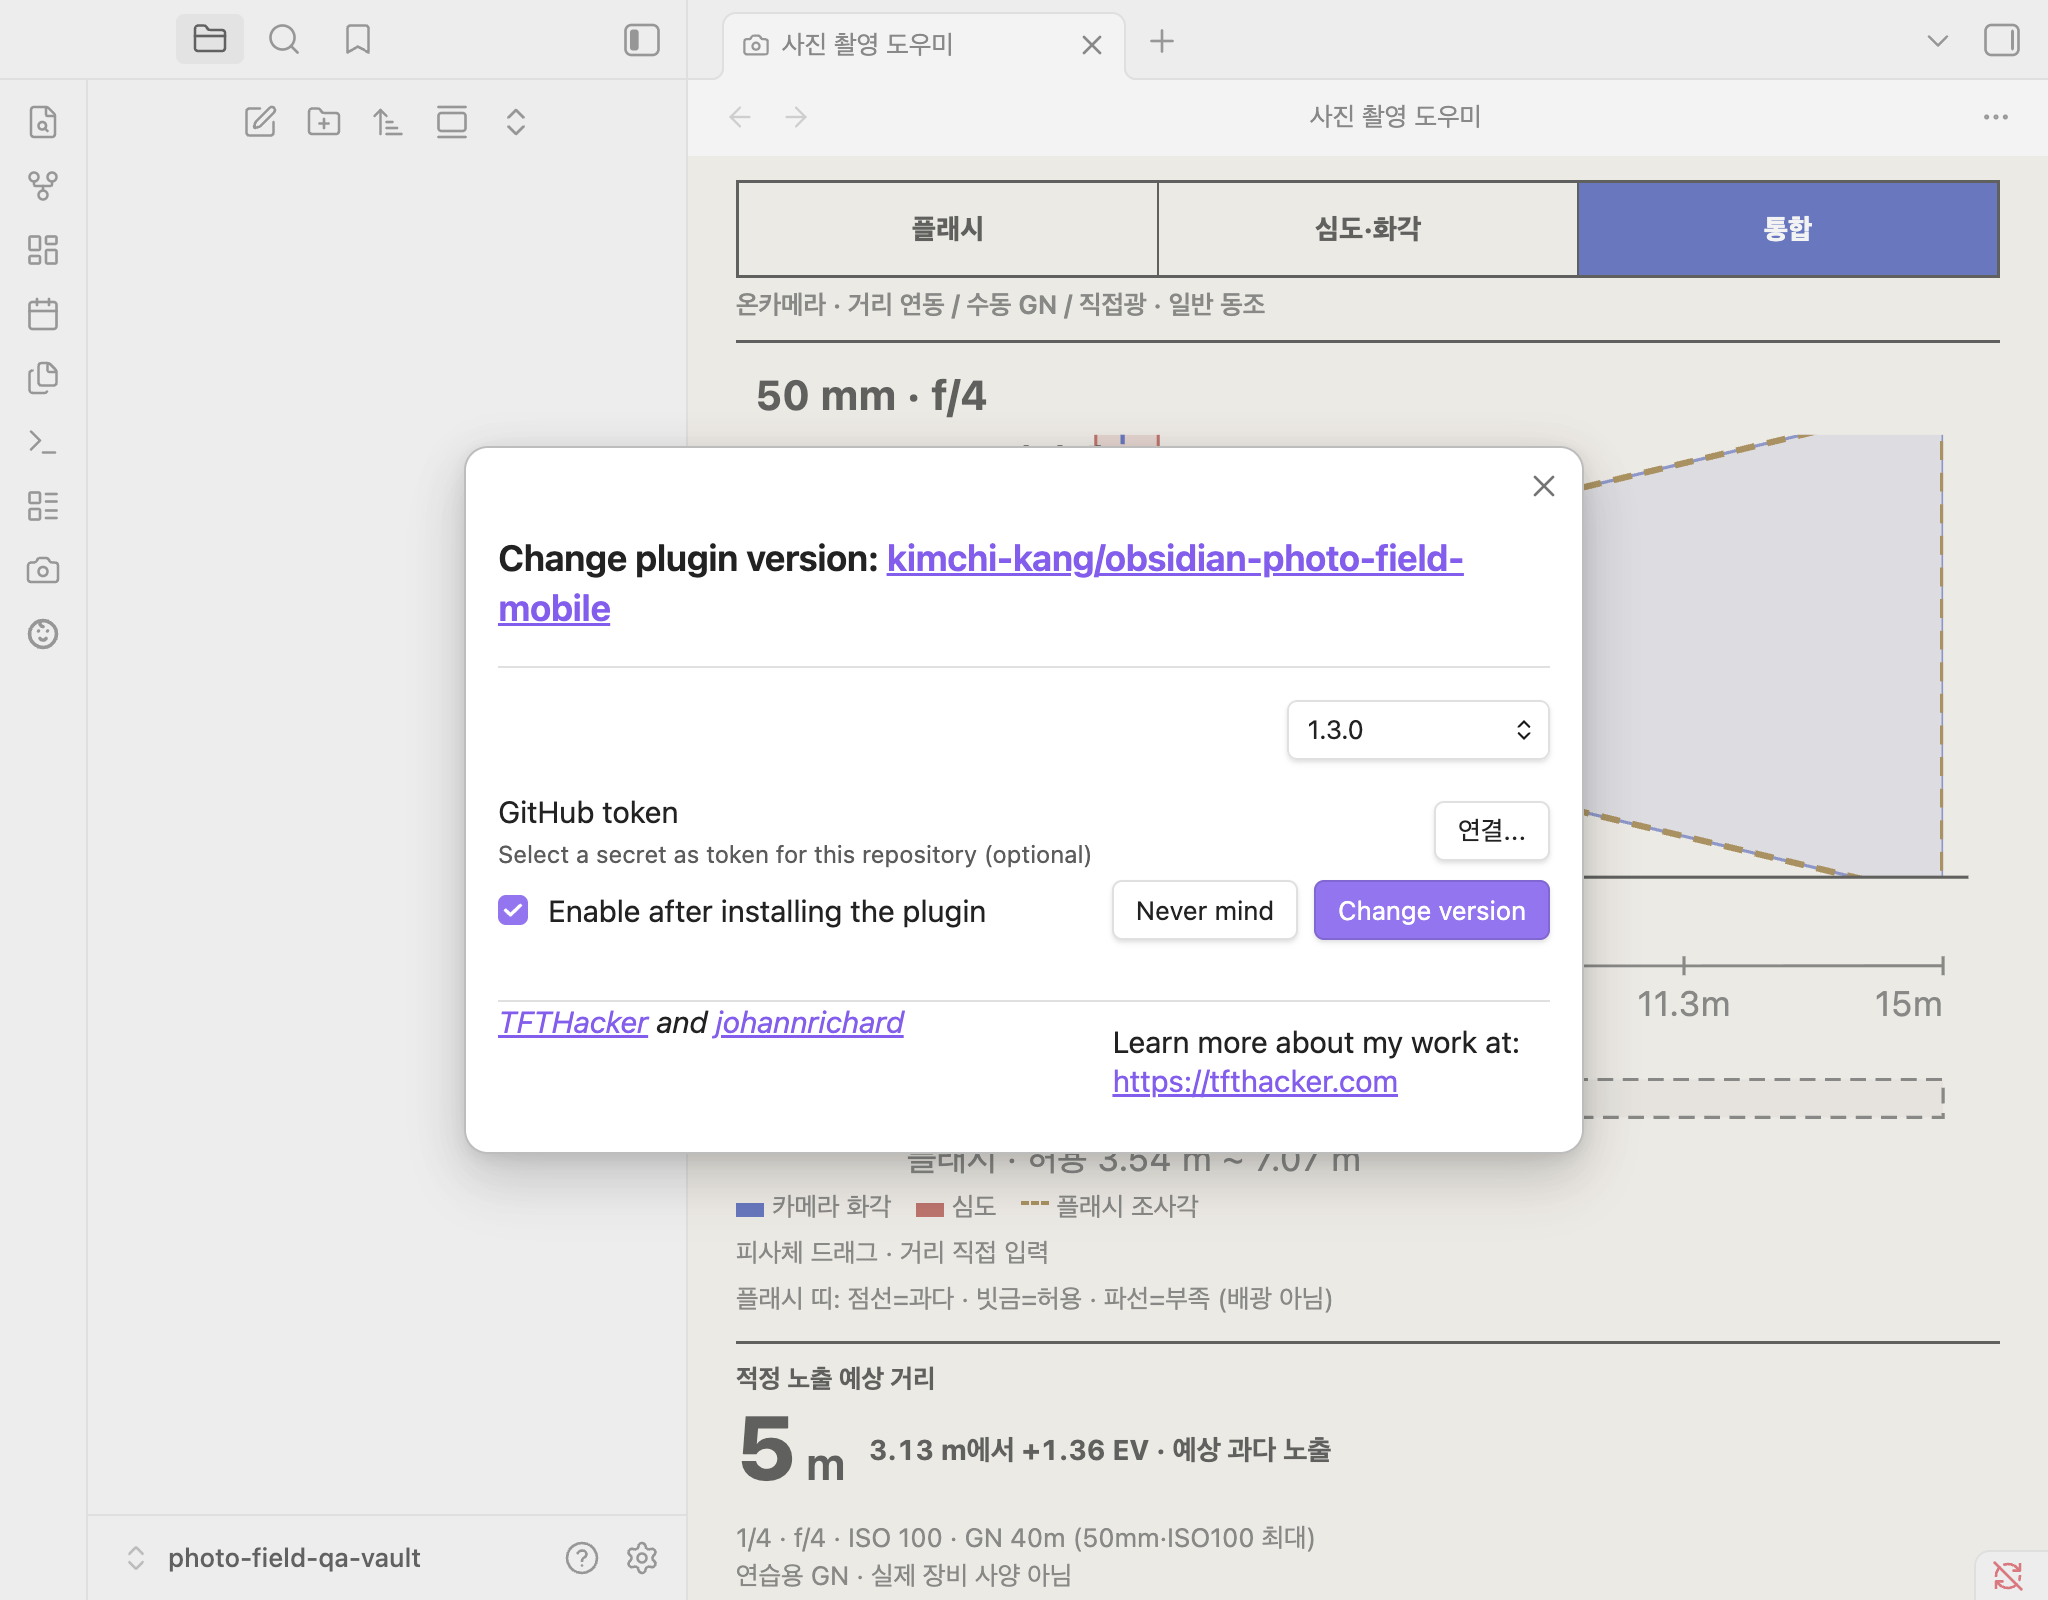 사진 촬영 도우미
사진 촬영 도우미
플래시
심도·화각
통합
온카메라 · 거리 연동 / 수동 GN / 직접광 · 일반 동조
50 mm · f/4
Change plugin version: kimchi-kang/obsidian-photo-field-
mobile
1.3.0
GitHub token
Select a secret as token for this repository (optional)
연결...
Enable after installing the plugin
Never mind
Change version
TFTHacker and johannrichard
Learn more about my work at:
https://tfthacker.com
11.3m
15m
플래시 · 허용 3.54 m ~ 7.07 m
카메라 화각
심도
플래시 조사각
피사체 드래그 · 거리 직접 입력
플래시 띠: 점선=과다 · 빗금=허용 · 파선=부족 (배광 아님)
적정 노출 예상 거리
5 m
3.13 m에서 +1.36 EV · 예상 과다 노출
1/4 · f/4 · ISO 100 · GN 40m (50mm·ISO100 최대)
연습용 GN · 실제 장비 사양 아님
photo-field-qa-vault